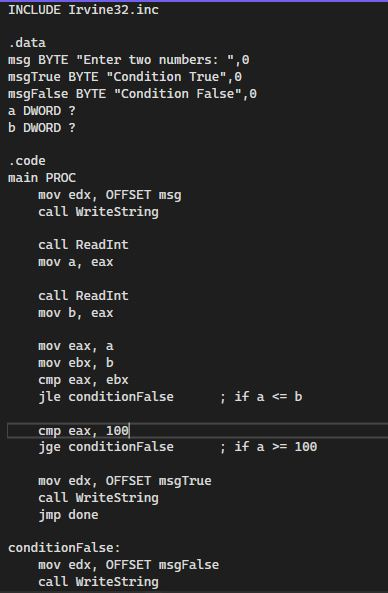 INCLUDE Irvine32.inc
.data
msg BYTE "Enter two numbers: ",0
msgTrue BYTE "Condition True",0
msgFalse BYTE "Condition False",0
a DWORD ?
b DWORD ?
.code
main PROC
mov edx, OFFSET msg
call WriteString
call ReadInt
mov a, eax
call ReadInt
mov b, eax
mov eax, a
mov ebx, b
cmp eax, ebx
jle conditionFalse ; if a <= b
cmp eax, 100
jge conditionFalse ; if a >= 100
mov edx, OFFSET msgTrue
call WriteString
jmp done
conditionFalse:
mov edx, OFFSET msgFalse
call WriteString